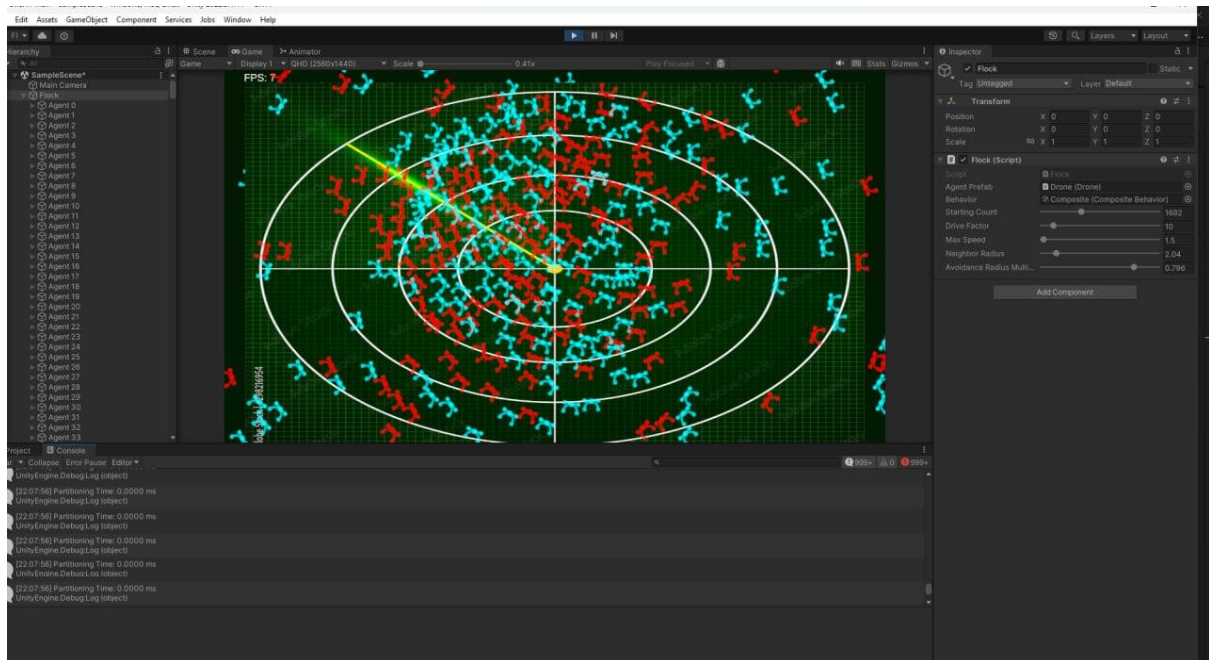 Edit Assets GameObject Component Services Jobs Window Help
Layers
Layout
Hierarchy
All
SampleScene*
Main Camera
Flock
Agent 0
Agent 1
Agent 2
Agent 3
Agent 4
Agent 5
Agent 6
Agent 7
Agent 8
Agent 9
Agent 10
Agent 11
Agent 12
Agent 13
Agent 14
Agent 15
Agent 16
Agent 17
Agent 18
Agent 19
Agent 20
Agent 21
Agent 22
Agent 23
Agent 24
Agent 25
Agent 26
Agent 27
Agent 28
Agent 29
Agent 30
Agent 31
Agent 32
Agent 33
Scene Game Animator
Game Display 1 QHD (2560x1440) Scale 0.41x Play Focused Stats Gizmos
FPS: 7
Inspector
Flock Static
Tag Untagged Layer Default
Transform
Position X 0 Y 0 Z 0
Rotation X 0 Y 0 Z 0
Scale X 1 Y 1 Z 1
Flock (Script)
Script Flock
Agent Prefab Drone (Drone)
Behavior Composite (Composite Behavior)
Starting Count 1682
Drive Factor 10
Max Speed 1.5
Neighbor Radius 2.04
Avoidance Radius Multi... 0.796
Add Component
Project Console
Collapse Error Pause Editor 999+ 0 999+
UnityEngine.Debug:Log (object)
[22:07:56] Partitioning Time: 0.0000 ms
UnityEngine.Debug:Log (object)
[22:07:56] Partitioning Time: 0.0000 ms
UnityEngine.Debug:Log (object)
[22:07:56] Partitioning Time: 0.0000 ms
UnityEngine.Debug:Log (object)
[22:07:56] Partitioning Time: 0.0000 ms
UnityEngine.Debug:Log (object)
[22:07:56] Partitioning Time: 0.0000 ms
UnityEngine.Debug:Log (object)